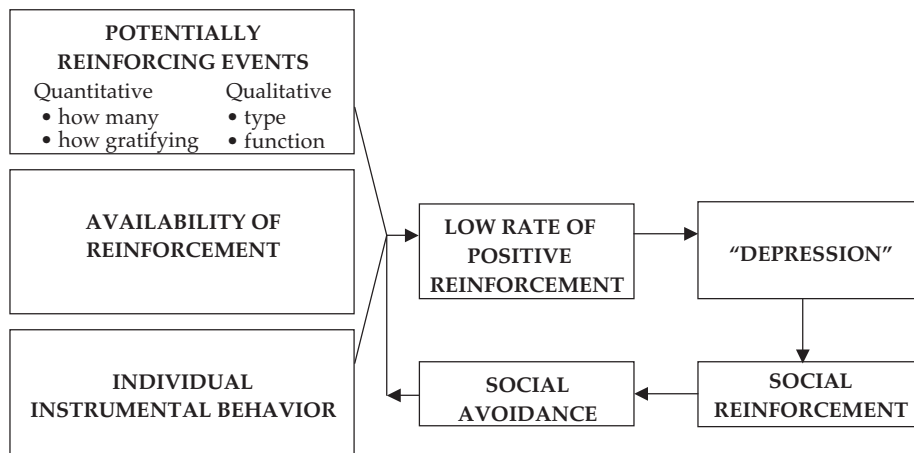 POTENTIALLY
REINFORCING EVENTS
Quantitative
• how many
• how gratifying
Qualitative
• type
• function
AVAILABILITY OF
REINFORCEMENT
INDIVIDUAL
INSTRUMENTAL BEHAVIOR
LOW RATE OF
POSITIVE
REINFORCEMENT
“DEPRESSION”
SOCIAL
REINFORCEMENT
SOCIAL
AVOIDANCE